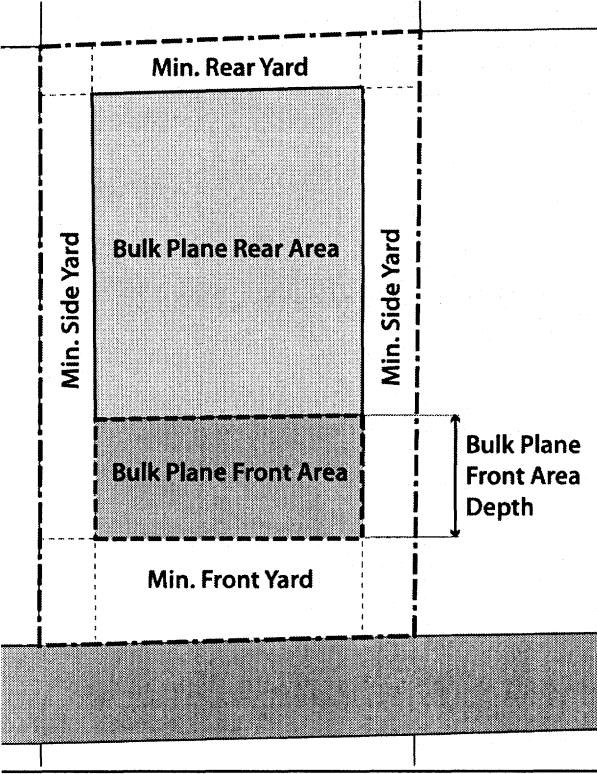 Min. Rear Yard
Bulk Plane Rear Area
Min. Side Yard
Min. Side Yard
Bulk Plane Front Area
Bulk Plane
Front Area
Depth
Min. Front Yard